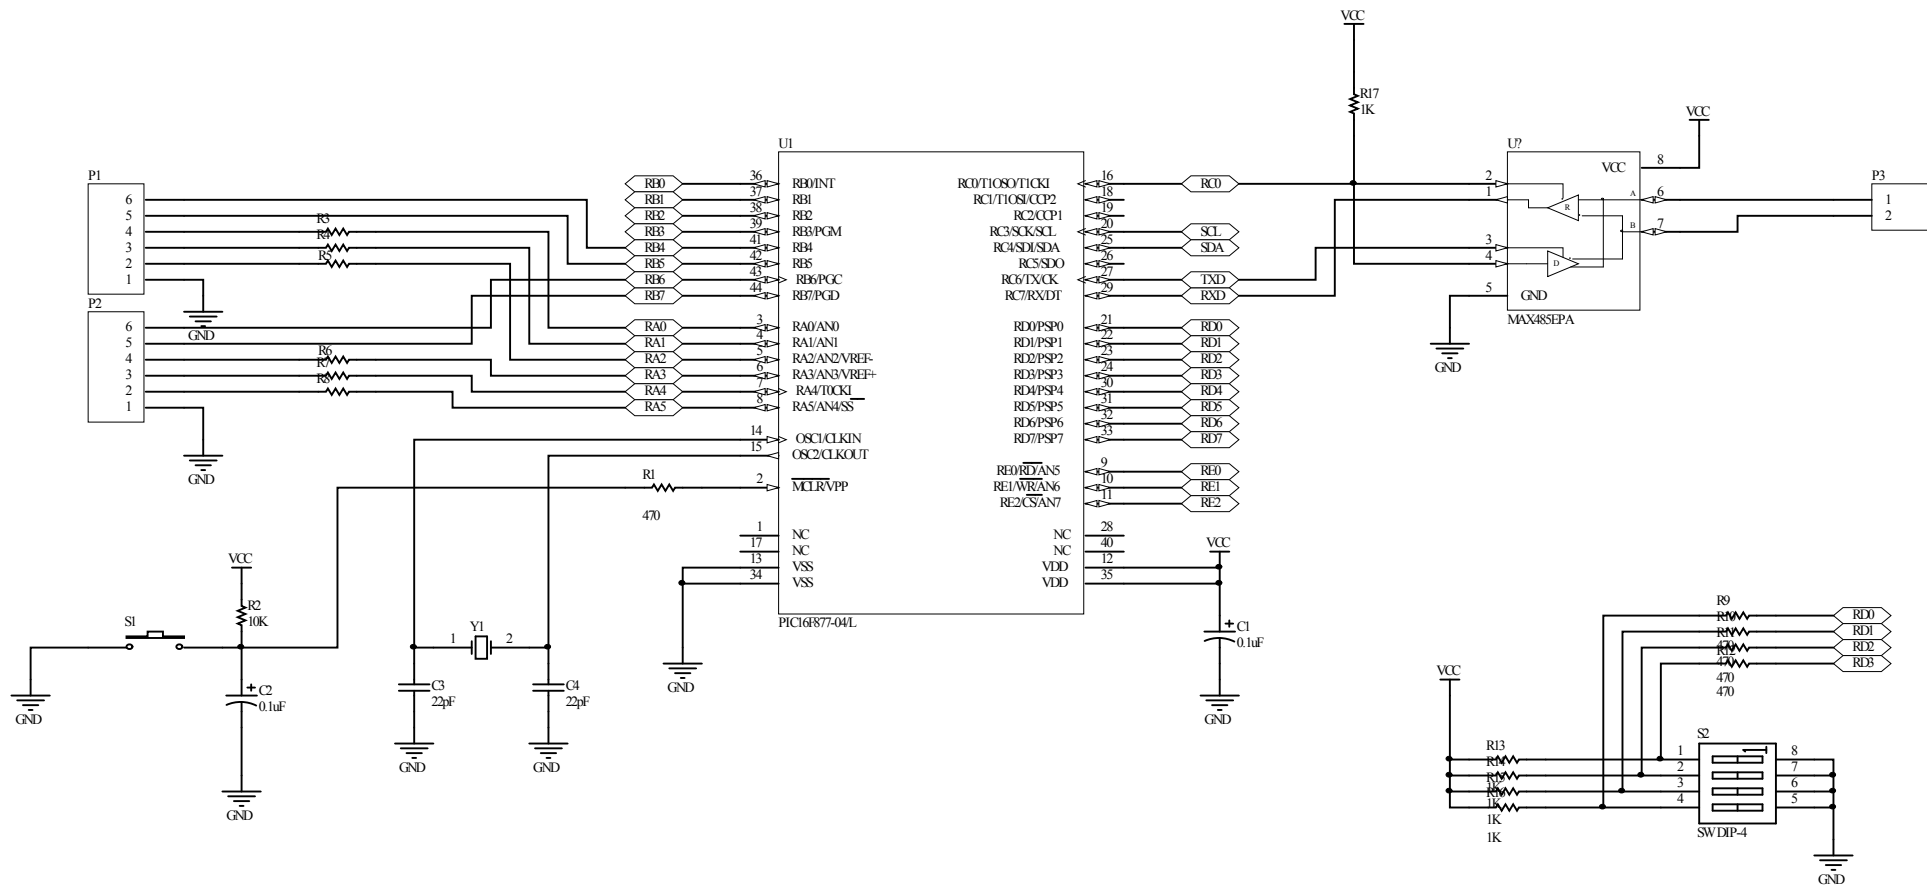 VCC
R17
1K
VCC
U1
U?
P1
6
5
4
3
2
1
R3
R4
R5
GND
P2
6
5
4
3
2
1
R6
R7
R8
GND
RB0 36 RB0/INT
RB1 37 RB1
RB2 38 RB2
RB3 39 RB3/PGM
RB4 41 RB4
RB5 42 RB5
RB6 43 RB6/PGC
RB7 44 RB7/PGD
RA0 3 RA0/AN0
RA1 4 RA1/AN1
RA2 5 RA2/AN2/VREF-
RA3 6 RA3/AN3/VREF+
RA4 7 RA4/T0CKI
RA5 8 RA5/AN4/SS
14 OSC1/CLKIN
15 OSC2/CLKOUT
R1
470
2 MCLR/VPP
1 NC
17 NC
13 VSS
34 VSS
GND
PIC16F877-04/L
RC0/T1OSO/T1CKI 16 RC0
RC1/T1OSI/CCP2 18
RC2/CCP1 19
RC3/SCK/SCL 20 SCL
RC4/SDI/SDA 25 SDA
RC5/SDO 26
RC6/TX/CK 27 TXD
RC7/RX/DT 29 RXD
RD0/PSP0 21 RD0
RD1/PSP1 22 RD1
RD2/PSP2 23 RD2
RD3/PSP3 24 RD3
RD4/PSP4 30 RD4
RD5/PSP5 31 RD5
RD6/PSP6 32 RD6
RD7/PSP7 33 RD7
RE0/RD/AN5 9 RE0
RE1/WR/AN6 10 RE1
RE2/CS/AN7 11 RE2
NC 28
NC 40
VDD 12
VDD 35
VCC
C1
0.1uF
GND
2
1
3
4
5
R
D
A
B
VCC 8
6
7
GND
MAX485EPA
GND
P3
1
2
VCC
R2
10K
S1
GND
C2
0.1uF
GND
1 Y1 2
C3
22pF
GND
C4
22pF
GND
R9
R10
R11
470
R12
470
470
470
RD0
RD1
RD2
RD3
VCC
R13
R14
R15
1K
R16
1K
1K
1K
S2
1 8
2 7
3 6
4 5
SW DIP-4
GND